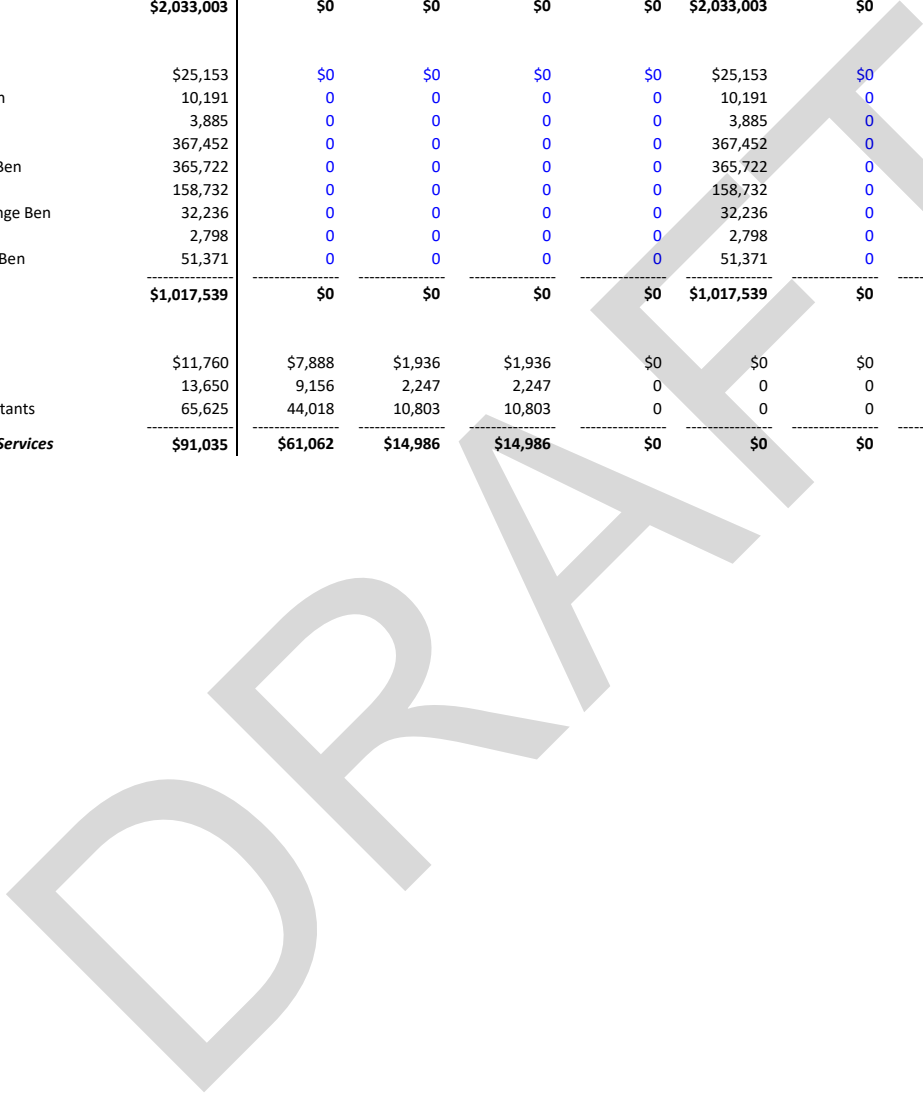 $2,033,003 $0 $0 $0 $0 $2,033,003 $0
$25,153 $0 $0 $0 $0 $25,153 $0
n 10,191 0 0 0 0 10,191 0
3,885 0 0 0 0 3,885 0
367,452 0 0 0 0 367,452 0
Ben 365,722 0 0 0 0 365,722 0
158,732 0 0 0 0 158,732 0
nge Ben 32,236 0 0 0 0 32,236 0
2,798 0 0 0 0 2,798 0
Ben 51,371 0 0 0 0 51,371 0
$1,017,539 $0 $0 $0 $0 $1,017,539 $0
$11,760 $7,888 $1,936 $1,936 $0 $0 $0
13,650 9,156 2,247 2,247 0 0 0
tants 65,625 44,018 10,803 10,803 0 0 0
Services $91,035 $61,062 $14,986 $14,986 $0 $0 $0
DRAFT